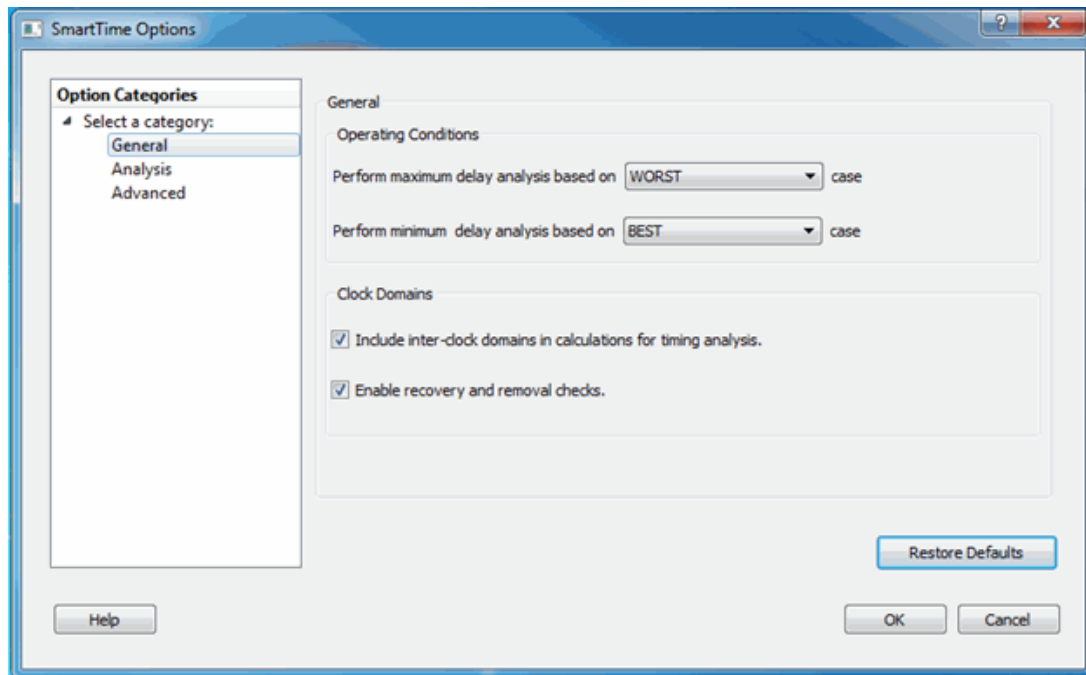 SmartTime Options
Option Categories
Select a category:
General
Analysis
Advanced
General
Operating Conditions
Perform maximum delay analysis based on WORST case
Perform minimum delay analysis based on BEST case
Clock Domains
Include inter-clock domains in calculations for timing analysis.
Enable recovery and removal checks.
Restore Defaults
Help
OK
Cancel